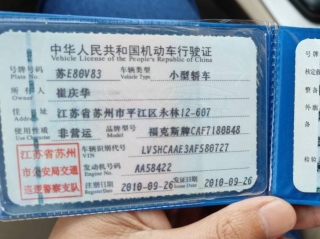 中华人民共和国机动车行驶证
Vehicle License of the People's Republic of China
号牌号码 苏E80V83 车辆类型 小型轿车
Plate No. Vehicle Type
所有人 崔庆华
Owner
住址 江苏省苏州市平江区永林12-607
Address
使用性质 非营运 品牌型号 福克斯牌CAF7180B48
Use Character Model
江苏省苏州市公安局交通巡逻警察支队
车辆识别代号 LVSHCAAE3AF580727
VIN
发动机号码 AA58422
Engine No.
注册日期 2010-09-26 发证日期 2010-09-26
Register Date Issue Date